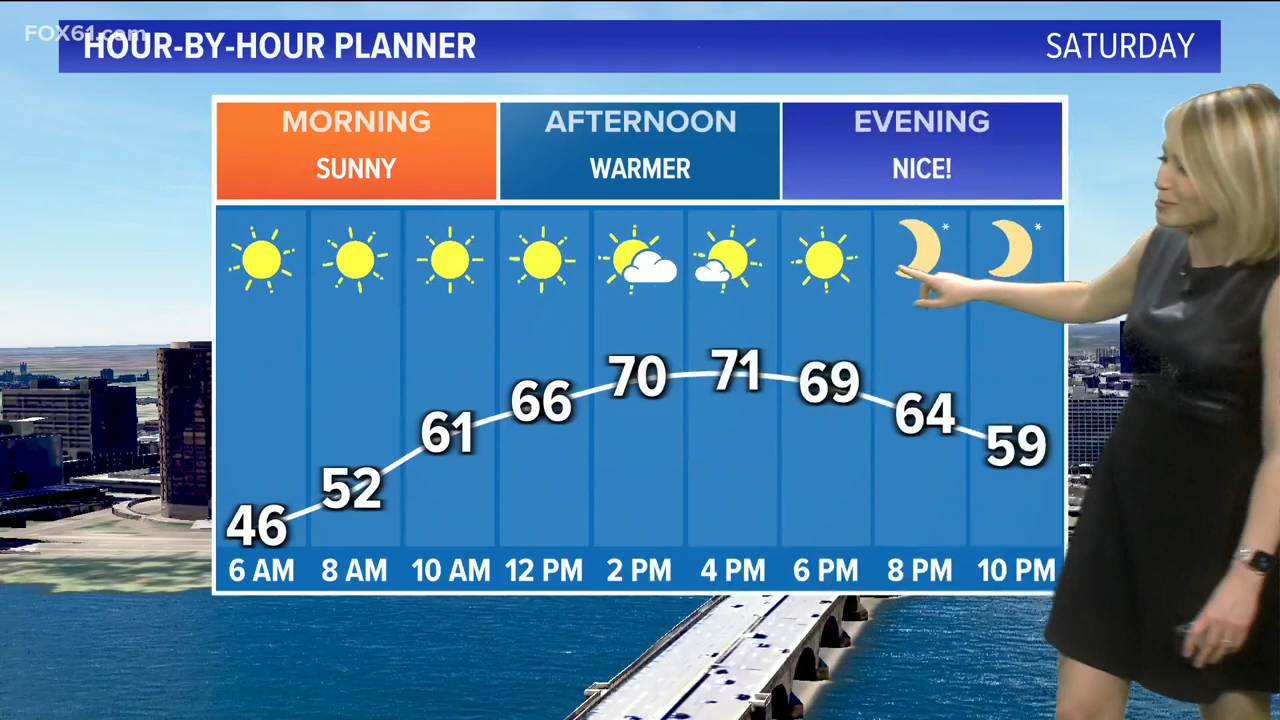 FOX61.com
HOUR-BY-HOUR PLANNER
SATURDAY
MORNING
SUNNY
AFTERNOON
WARMER
EVENING
NICE!
46
52
61
66
70
71
69
64
59
6 AM
8 AM
10 AM
12 PM
2 PM
4 PM
6 PM
8 PM
10 PM